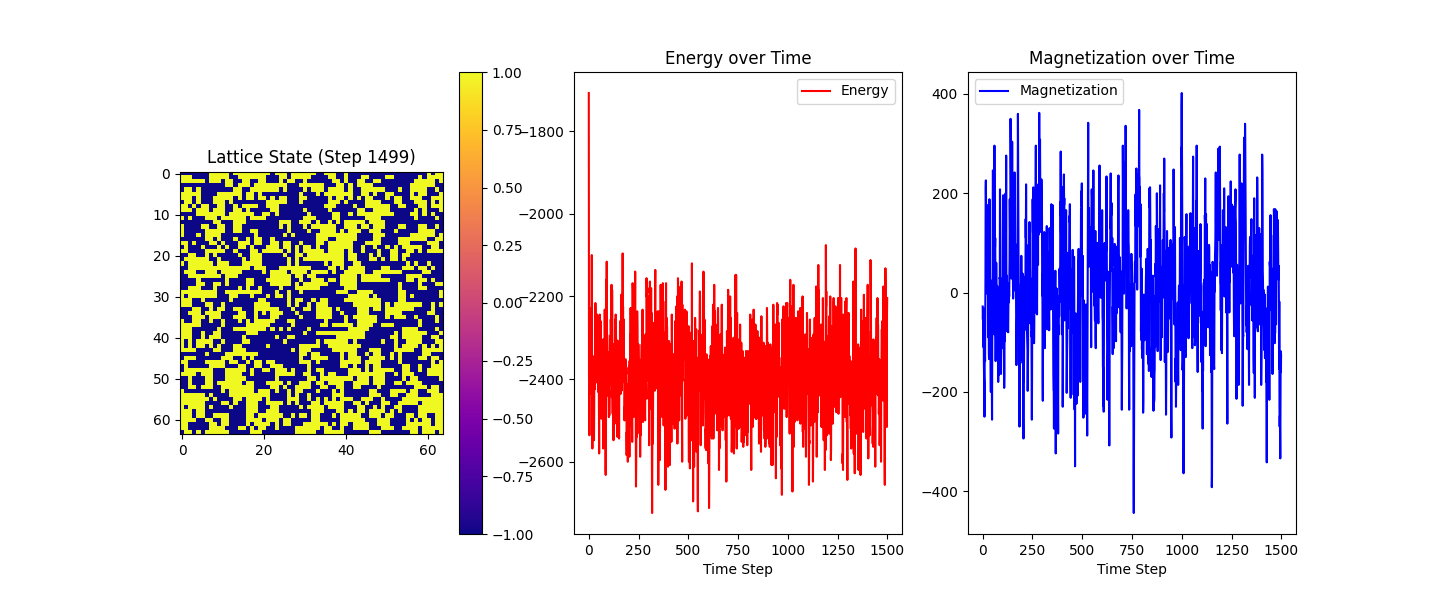 Lattice State (Step 1499)
0
10
20
30
40
50
60
0 20 40 60
1.00
0.75
0.50
0.25
0.00
−0.25
−0.50
−0.75
−1.00
Energy over Time
Energy
−1800
−2000
−2200
−2400
−2600
0 250 500 750 1000 1250 1500
Time Step
Magnetization over Time
Magnetization
400
200
0
−200
−400
0 250 500 750 1000 1250 1500
Time Step